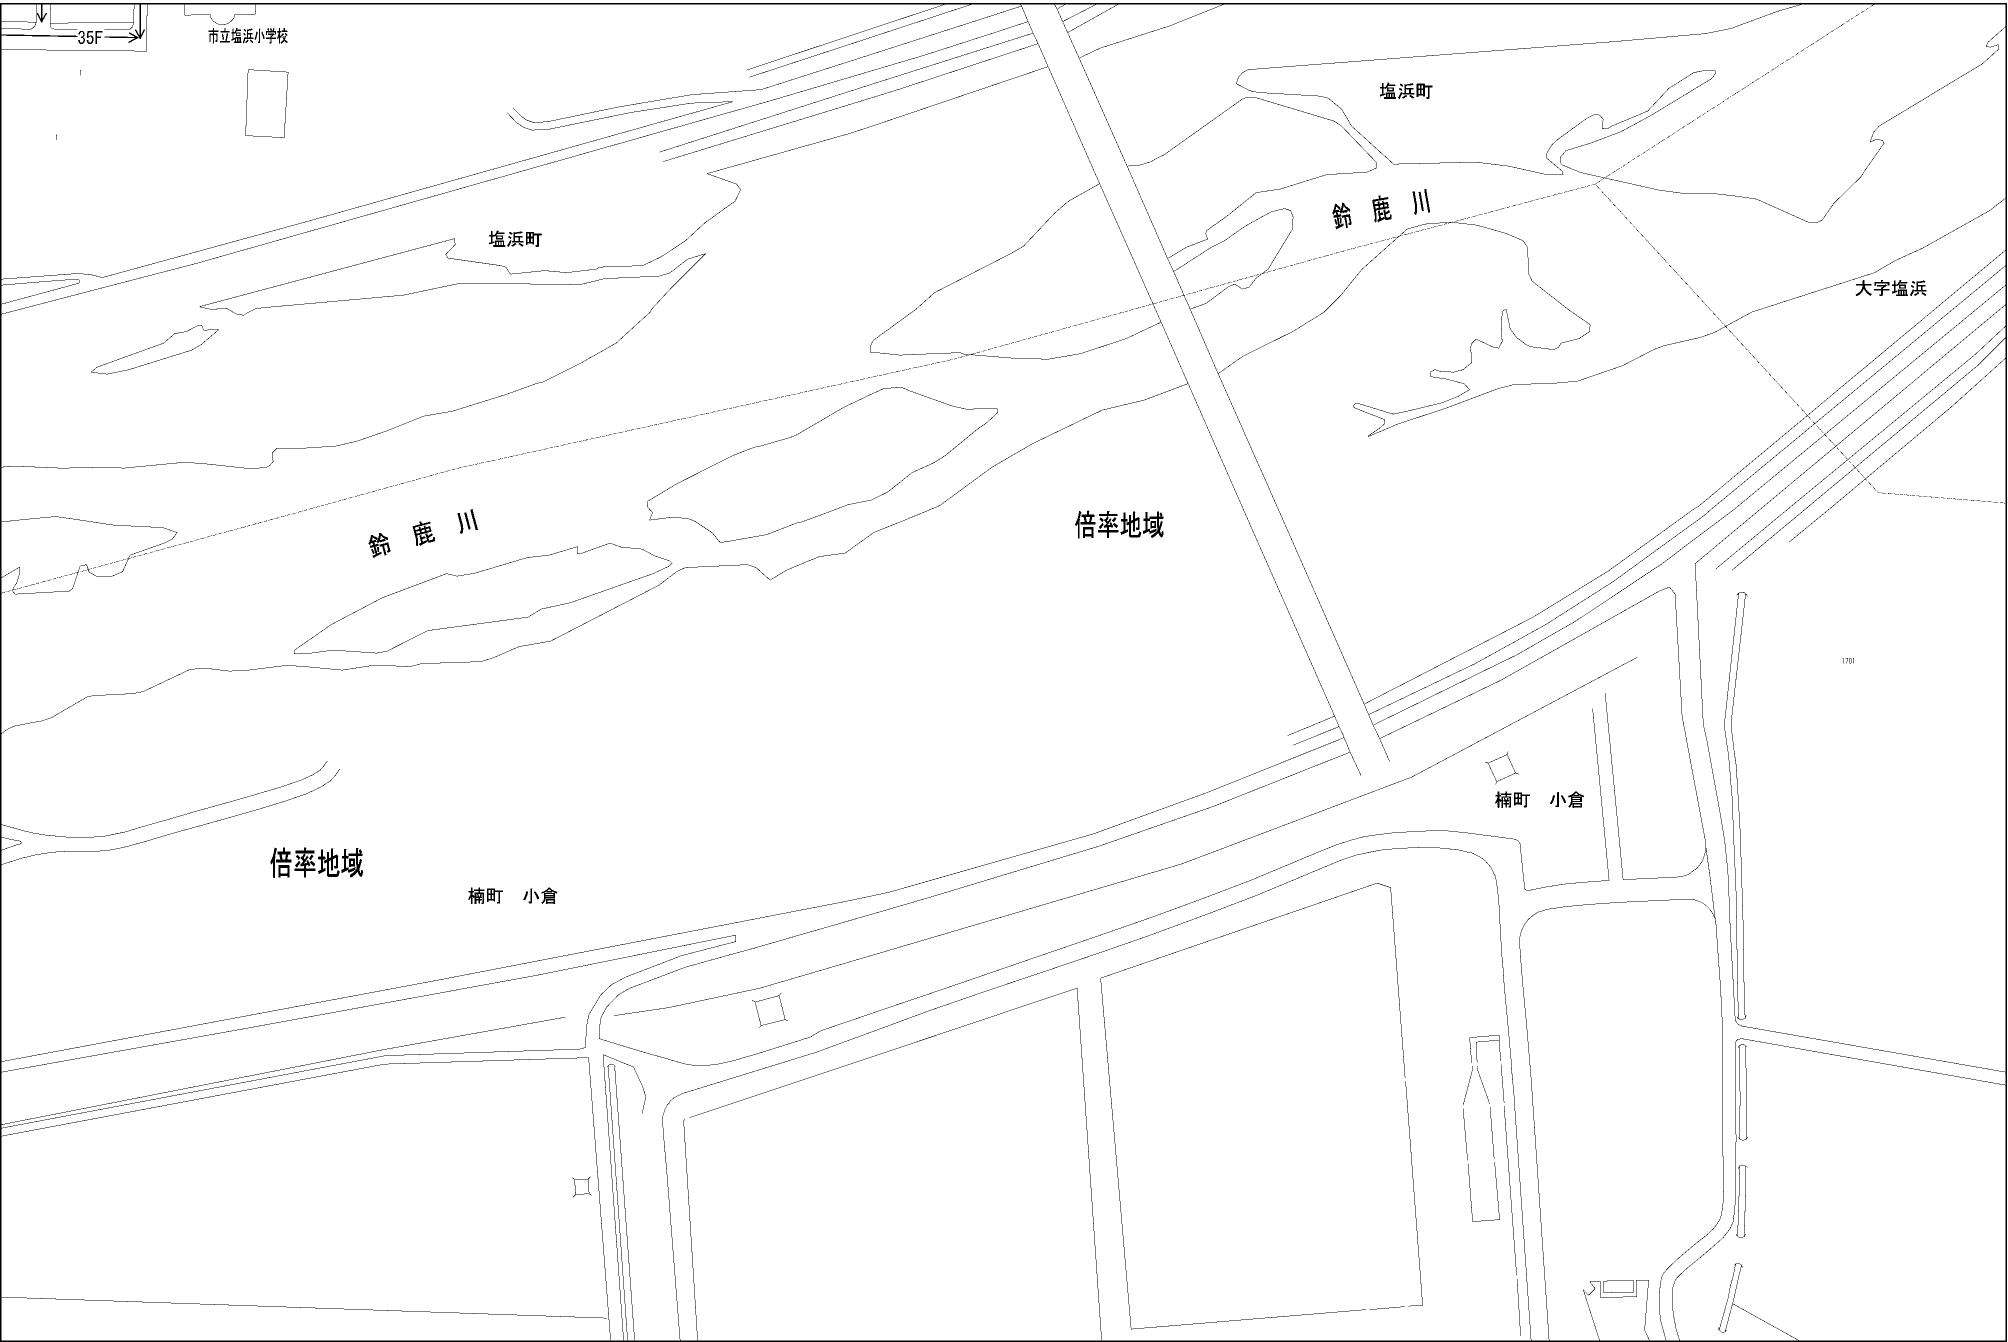 35F
市立塩浜小学校
塩浜町
塩浜町
鈴鹿川
大字塩浜
鈴鹿川
倍率地域
1701
楠町　小倉
倍率地域
楠町　小倉